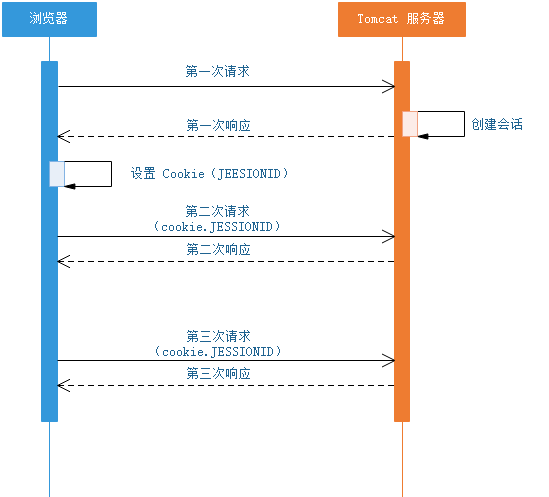 浏览器
Tomcat 服务器
第一次请求
创建会话
第一次响应
设置 Cookie（JEESIONID）
第二次请求
（cookie.JESSIONID）
第二次响应
第三次请求
（cookie.JESSIONID）
第三次响应